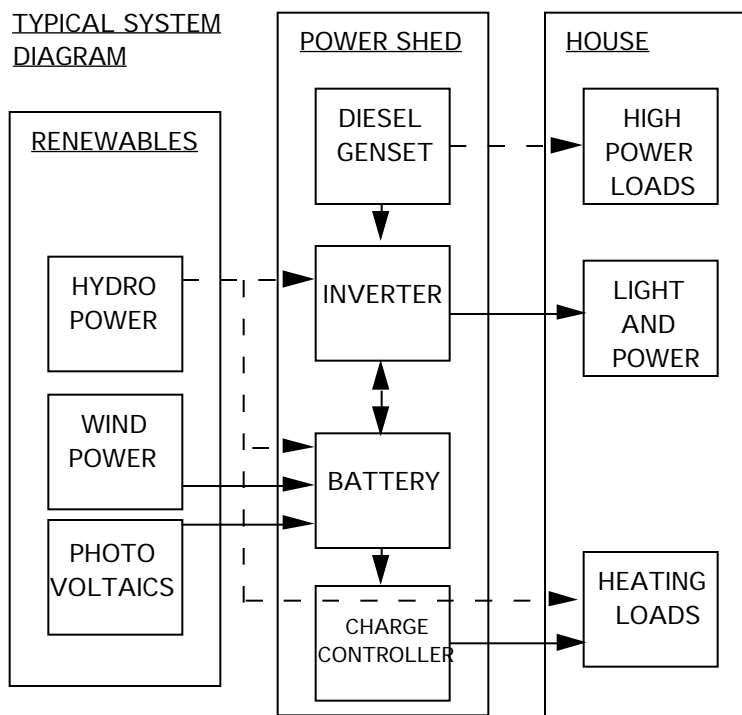 TYPICAL SYSTEM
DIAGRAM
RENEWABLES
HYDRO
POWER
WIND
POWER
PHOTO
VOLTAICS
POWER SHED
DIESEL
GENSET
INVERTER
BATTERY
CHARGE
CONTROLLER
HOUSE
HIGH
POWER
LOADS
LIGHT
AND
POWER
HEATING
LOADS